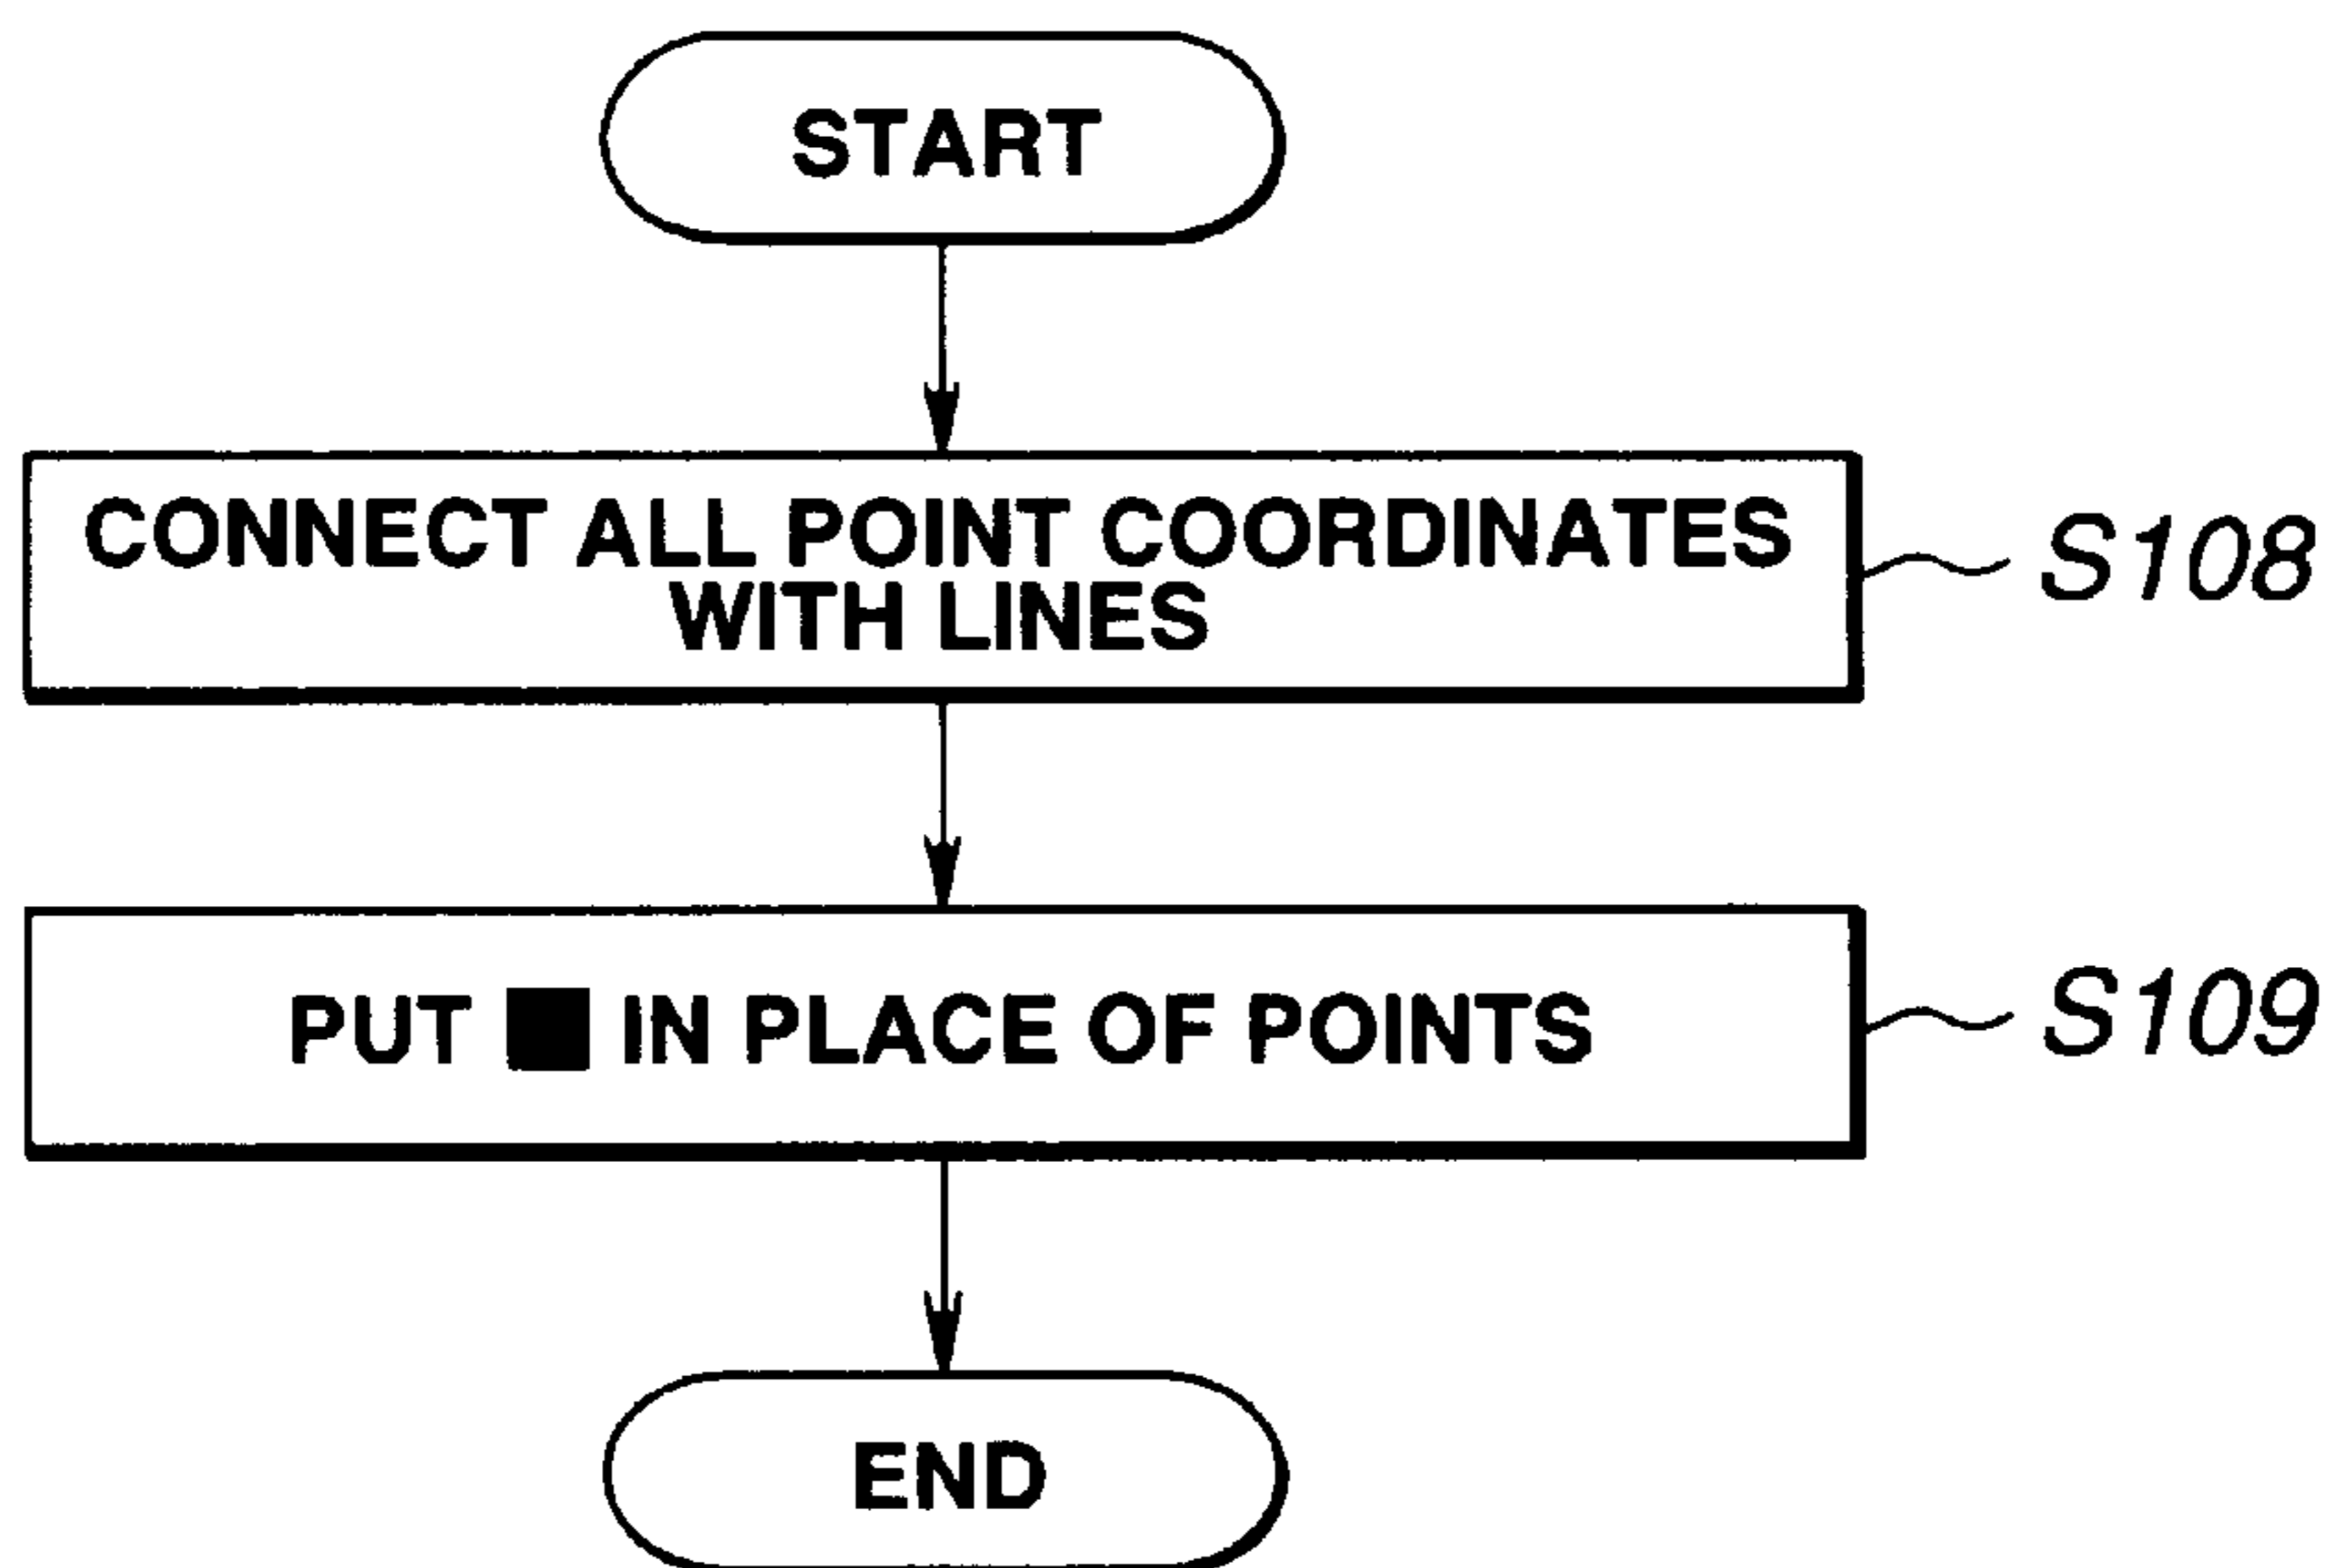 START
CONNECT ALL POINT COORDINATES
WITH LINES
S108
PUT ■ IN PLACE OF POINTS
S109
END